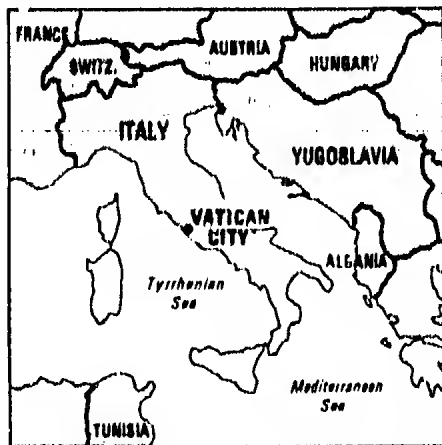 FRANCE
AUSTRIA
SWITZ.
HUNGARY
ITALY
YUGOSLAVIA
VATICAN
CITY
ALBANIA
Tyrrhenian
Sea
Mediterranean
Sea
TUNISIA